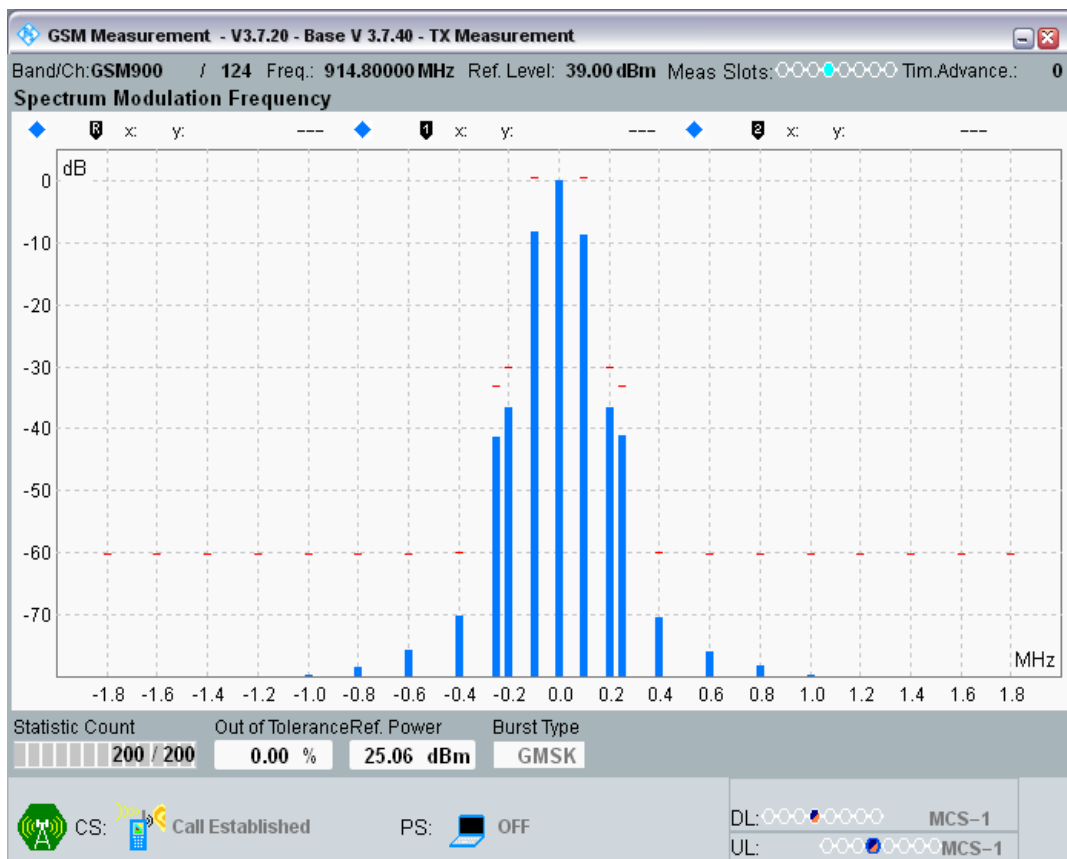 GSM Measurement - V3.7.20 - Base V 3.7.40 - TX Measurement
Band/Ch:GSM900 / 124 Freq.: 914.80000 MHz Ref. Level: 39.00 dBm Meas Slots: Tim.Advance.: 0
Spectrum Modulation Frequency
R x: y: --- 1 x: y: --- 2 x: y: ---
dB
0
-10
-20
-30
-40
-50
-60
-70
MHz
-1.8 -1.6 -1.4 -1.2 -1.0 -0.8 -0.6 -0.4 -0.2 0.0 0.2 0.4 0.6 0.8 1.0 1.2 1.4 1.6 1.8
Statistic Count Out of Tolerance Ref. Power Burst Type
200 / 200 0.00 % 25.06 dBm GMSK
CS: Call Established PS: OFF
DL: MCS-1
UL: MCS-1